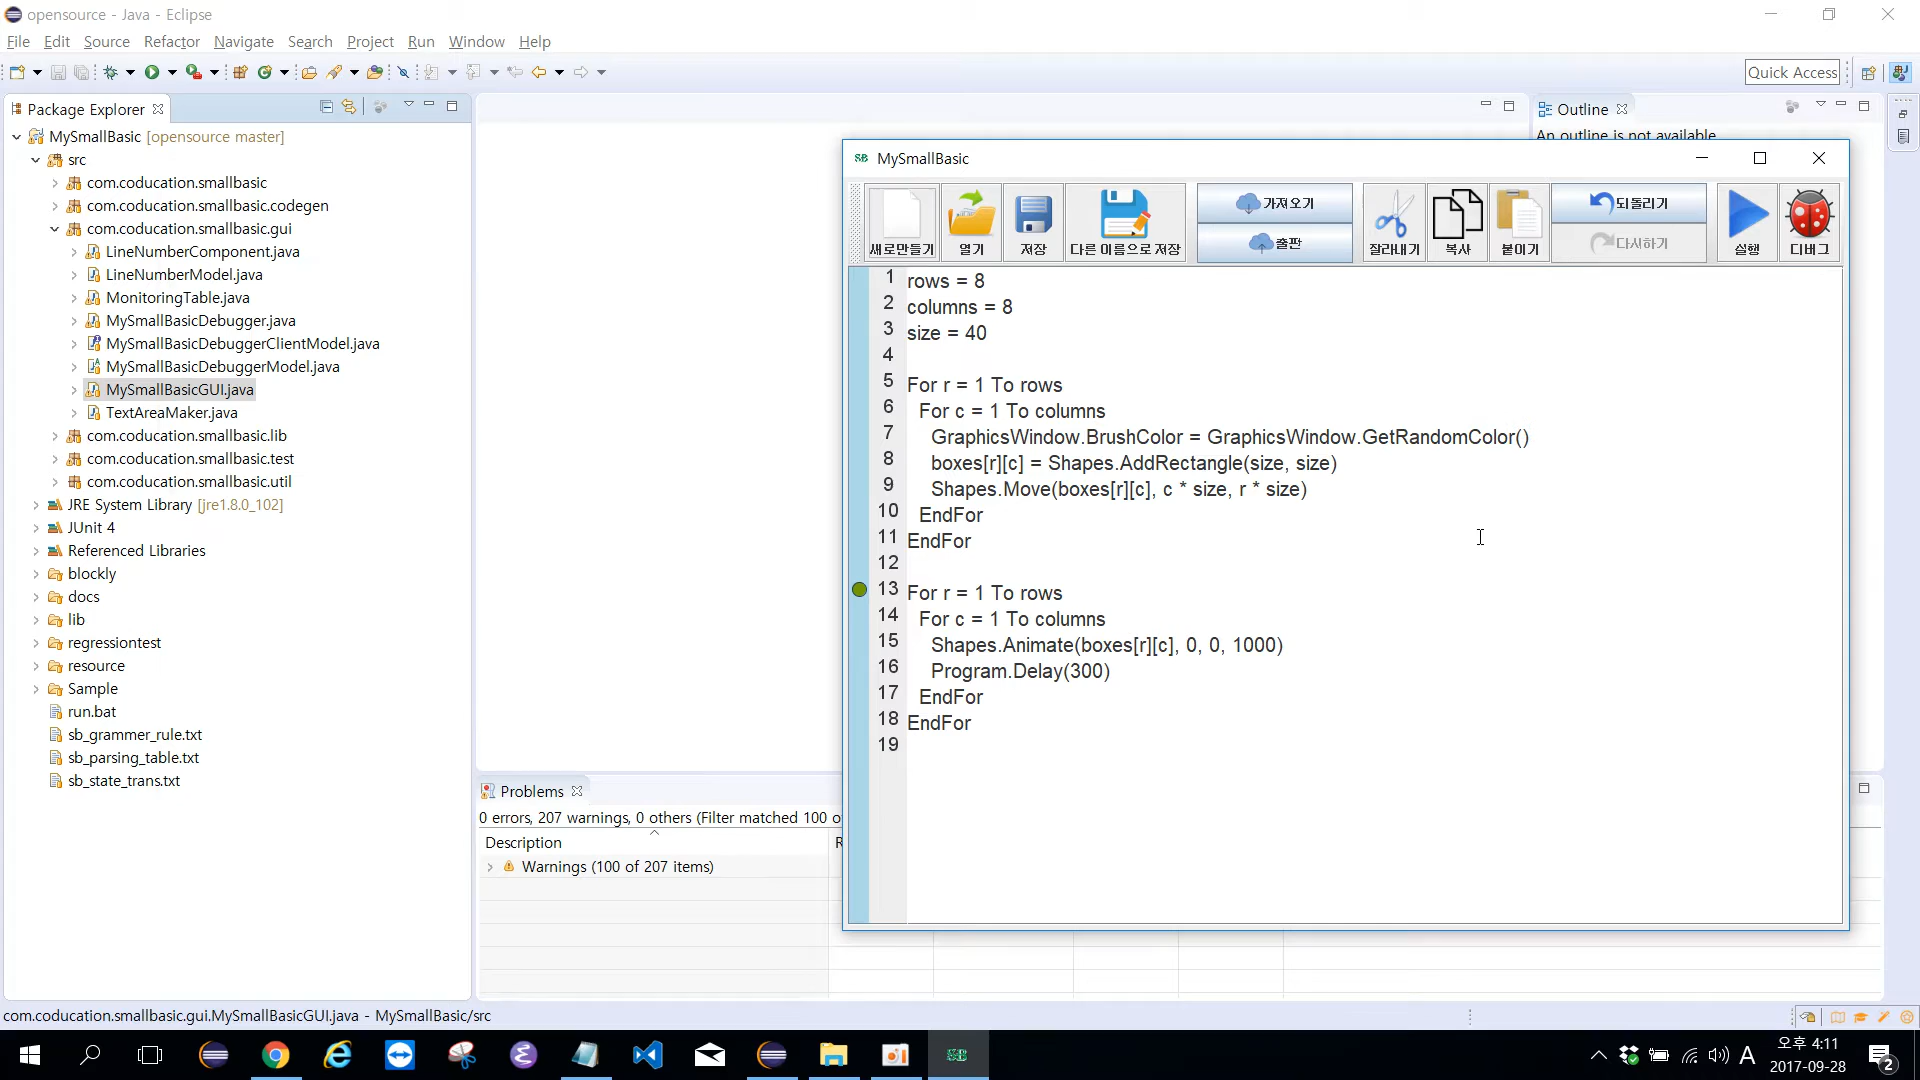 opensource - Java - Eclipse
File Edit Source Refactor Navigate Search Project Run Window Help
Quick Access
Package Explorer
MySmallBasic [opensource master]
src
com.coducation.smallbasic
com.coducation.smallbasic.codegen
com.coducation.smallbasic.gui
LineNumberComponent.java
LineNumberModel.java
MonitoringTable.java
MySmallBasicDebugger.java
MySmallBasicDebuggerClientModel.java
MySmallBasicDebuggerModel.java
MySmallBasicGUI.java
TextAreaMaker.java
com.coducation.smallbasic.lib
com.coducation.smallbasic.test
com.coducation.smallbasic.util
JRE System Library [jre1.8.0_102]
JUnit 4
Referenced Libraries
blockly
docs
lib
regressiontest
resource
Sample
run.bat
sb_grammer_rule.txt
sb_parsing_table.txt
sb_state_trans.txt
Outline
An outline is not available.
SB MySmallBasic
새로만들기 열기 저장 다른 이름으로 저장 가져오기 출판 잘라내기 복사 붙이기 되돌리기 다시하기 실행 디버그
1 rows = 8
2 columns = 8
3 size = 40
4
5 For r = 1 To rows
6 For c = 1 To columns
7 GraphicsWindow.BrushColor = GraphicsWindow.GetRandomColor()
8 boxes[r][c] = Shapes.AddRectangle(size, size)
9 Shapes.Move(boxes[r][c], c * size, r * size)
10 EndFor
11 EndFor
12
13 For r = 1 To rows
14 For c = 1 To columns
15 Shapes.Animate(boxes[r][c], 0, 0, 1000)
16 Program.Delay(300)
17 EndFor
18 EndFor
19
Problems
0 errors, 207 warnings, 0 others (Filter matched 100 o
Description R
Warnings (100 of 207 items)
com.coducation.smallbasic.gui.MySmallBasicGUI.java - MySmallBasic/src
SB
A
오후 4:11
2017-09-28
2